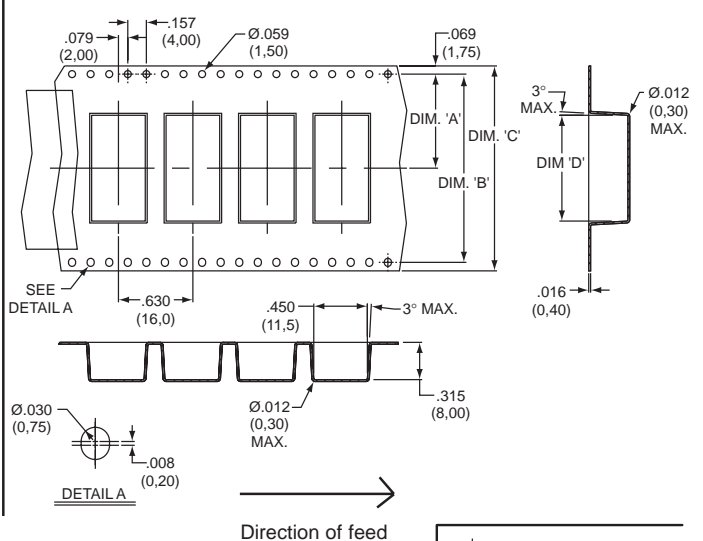 .157
(4,00)
.079
(2,00)
Ø.059
(1,50)
.069
(1,75)
3°
MAX.
Ø.012
(0,30)
MAX.
DIM. 'A'
DIM. 'C'
DIM 'D'
DIM. 'B'
SEE
DETAIL A
.630
(16,0)
.450
(11,5)
3° MAX.
.016
(0,40)
.315
(8,00)
Ø.012
(0,30)
MAX.
Ø.030
(0,75)
.008
(0,20)
DETAIL A
Direction of feed